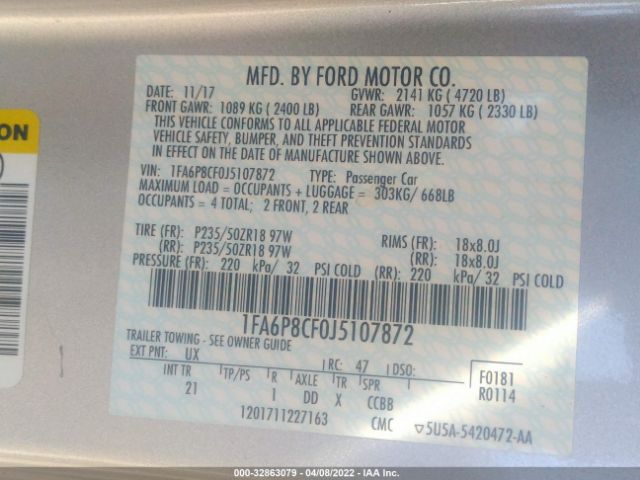 MFD. BY FORD MOTOR CO.
DATE: 11/17 GVWR: 2141 KG ( 4720 LB)
FRONT GAWR: 1089 KG ( 2400 LB) REAR GAWR: 1057 KG ( 2330 LB)
THIS VEHICLE CONFORMS TO ALL APPLICABLE FEDERAL MOTOR
VEHICLE SAFETY, BUMPER, AND THEFT PREVENTION STANDARDS
IN EFFECT ON THE DATE OF MANUFACTURE SHOWN ABOVE.
VIN: 1FA6P8CF0J5107872 TYPE: Passenger Car
MAXIMUM LOAD = OCCUPANTS + LUGGAGE = 303KG/ 668LB
OCCUPANTS = 4 TOTAL; 2 FRONT, 2 REAR
TIRE (FR): P235/50ZR18 97W RIMS (FR): 18x8.0J
(RR): P235/50ZR18 97W (RR): 18x8.0J
PRESSURE (FR): 220 kPa/ 32 PSI COLD (RR): 220 kPa/ 32 PSI COLD
1FA6P8CF0J5107872
TRAILER TOWING - SEE OWNER GUIDE
EXT PNT: UX RC: 47 DSO:
INT TR TP/PS R AXLE TR SPR F0181
21 1 DD X CCBB R0114
1201711227163 CMC ▽5U5A-5420472-AA
000-32863079 - 04/08/2022 - IAA Inc.